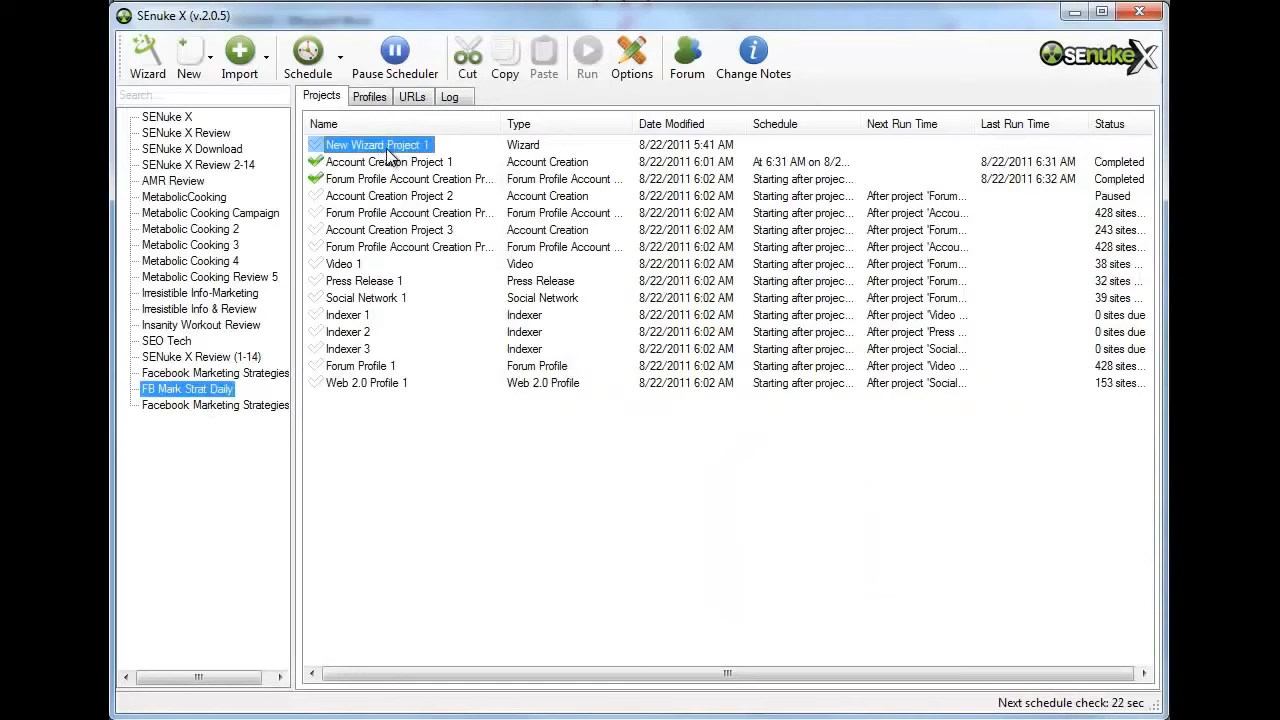 SENuke X (v.2.0.5)
Wizard New Import Schedule Pause Scheduler Cut Copy Paste Run Options Forum Change Notes
SEnukeX
Search...
Projects Profiles URLs Log
SENuke X
SENuke X Review
SENuke X Download
SENuke X Review 2-14
AMR Review
MetabolicCooking
Metabolic Cooking Campaign
Metabolic Cooking 2
Metabolic Cooking 3
Metabolic Cooking 4
Metabolic Cooking Review 5
Irresistible Info-Marketing
Irresistible Info & Review
Insanity Workout Review
SEO Tech
SENuke X Review (1-14)
Facebook Marketing Strategies
FB Mark Strat Daily
Facebook Marketing Strategies
Name Type Date Modified Schedule Next Run Time Last Run Time Status
New Wizard Project 1 Wizard 8/22/2011 5:41 AM
Account Creation Project 1 Account Creation 8/22/2011 6:01 AM At 6:31 AM on 8/2... 8/22/2011 6:31 AM Completed
Forum Profile Account Creation Pr... Forum Profile Account ... 8/22/2011 6:02 AM Starting after projec... 8/22/2011 6:32 AM Completed
Account Creation Project 2 Account Creation 8/22/2011 6:02 AM Starting after projec... After project 'Forum... Paused
Forum Profile Account Creation Pr... Forum Profile Account ... 8/22/2011 6:02 AM Starting after projec... After project 'Accou... 428 sites...
Account Creation Project 3 Account Creation 8/22/2011 6:02 AM Starting after projec... After project 'Forum... 243 sites...
Forum Profile Account Creation Pr... Forum Profile Account ... 8/22/2011 6:02 AM Starting after projec... After project 'Accou... 428 sites...
Video 1 Video 8/22/2011 6:02 AM Starting after projec... After project 'Forum... 38 sites ...
Press Release 1 Press Release 8/22/2011 6:02 AM Starting after projec... After project 'Forum... 32 sites ...
Social Network 1 Social Network 8/22/2011 6:02 AM Starting after projec... After project 'Forum... 39 sites ...
Indexer 1 Indexer 8/22/2011 6:02 AM Starting after projec... After project 'Video ... 0 sites due
Indexer 2 Indexer 8/22/2011 6:02 AM Starting after projec... After project 'Press ... 0 sites due
Indexer 3 Indexer 8/22/2011 6:02 AM Starting after projec... After project 'Social... 0 sites due
Forum Profile 1 Forum Profile 8/22/2011 6:02 AM Starting after projec... After project 'Video ... 428 sites...
Web 2.0 Profile 1 Web 2.0 Profile 8/22/2011 6:02 AM Starting after projec... After project 'Social... 153 sites...
Next schedule check: 22 sec